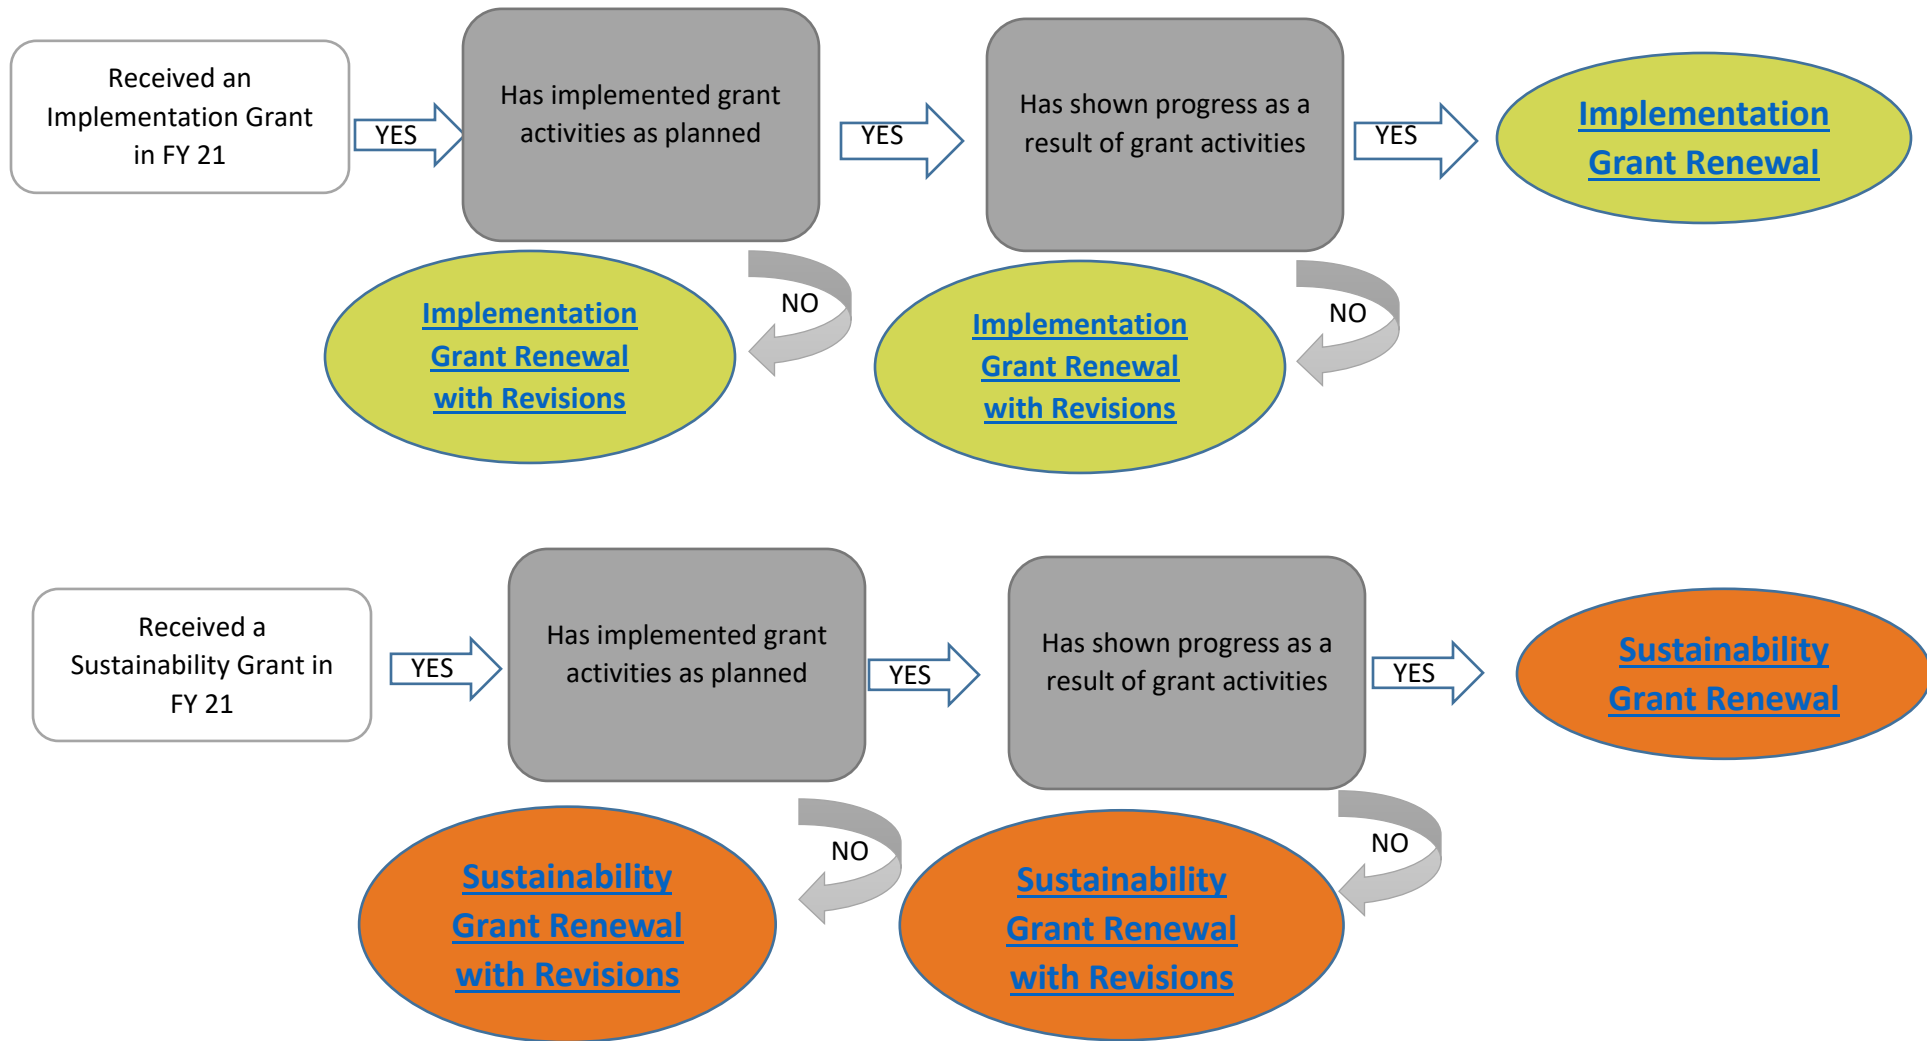 Received an
Implementation Grant
in FY 21
YES
Has implemented grant
activities as planned
YES
Has shown progress as a
result of grant activities
YES
Implementation
Grant Renewal
NO
Implementation
Grant Renewal
with Revisions
NO
Implementation
Grant Renewal
with Revisions
Received a
Sustainability Grant in
FY 21
YES
Has implemented grant
activities as planned
YES
Has shown progress as a
result of grant activities
YES
Sustainability
Grant Renewal
NO
Sustainability
Grant Renewal
with Revisions
NO
Sustainability
Grant Renewal
with Revisions